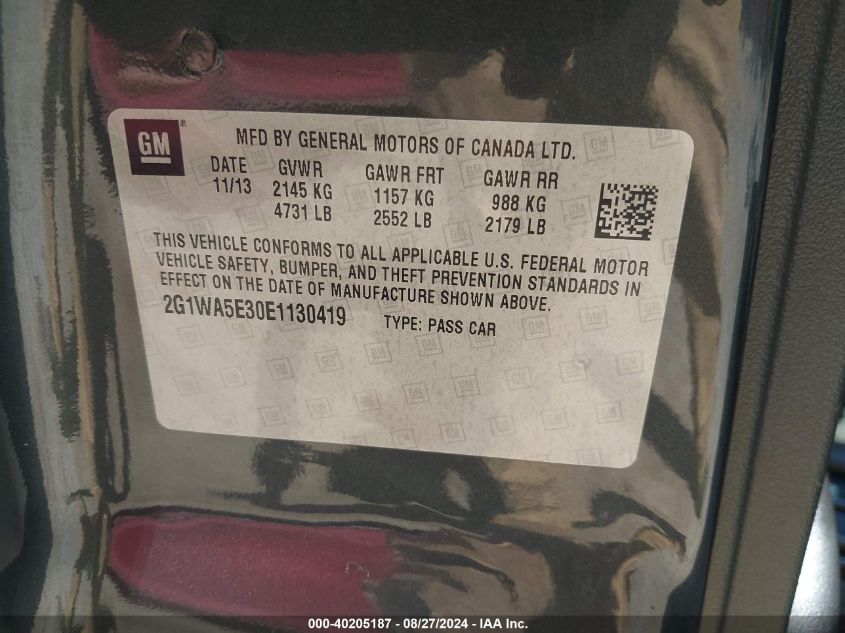 GM
MFD BY GENERAL MOTORS OF CANADA LTD.
DATE GVWR GAWR FRT GAWR RR
11/13 2145 KG 1157 KG 988 KG
4731 LB 2552 LB 2179 LB
THIS VEHICLE CONFORMS TO ALL APPLICABLE U.S. FEDERAL MOTOR
VEHICLE SAFETY, BUMPER, AND THEFT PREVENTION STANDARDS IN
EFFECT ON THE DATE OF MANUFACTURE SHOWN ABOVE.
2G1WA5E30E1130419 TYPE: PASS CAR
000-40205187 - 08/27/2024 - IAA Inc.